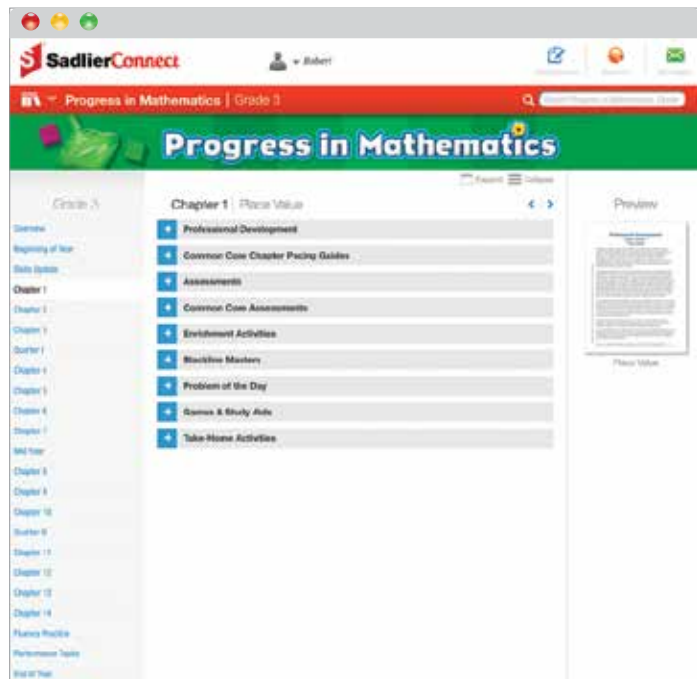 SadlierConnect
Robert
Progress in Mathematics | Grade 3
Progress in Mathematics
Expand Collapse
Grade 3
Chapter 1 | Place Value
Preview
Overview
Beginning of Year
Skills Update
Chapter 1
Chapter 2
Chapter 3
Quarter I
Chapter 4
Chapter 5
Chapter 6
Chapter 7
Mid Year
Chapter 8
Chapter 9
Chapter 10
Chapter 11
Chapter 12
Chapter 13
Chapter 14
Fluency Practice
Performance Tasks
End of Year
Professional Development
Common Core Chapter Pacing Guides
Assessments
Common Core Assessments
Enrichment Activities
Blackline Masters
Problem of the Day
Games & Study Aids
Take-Home Activities
Place Value